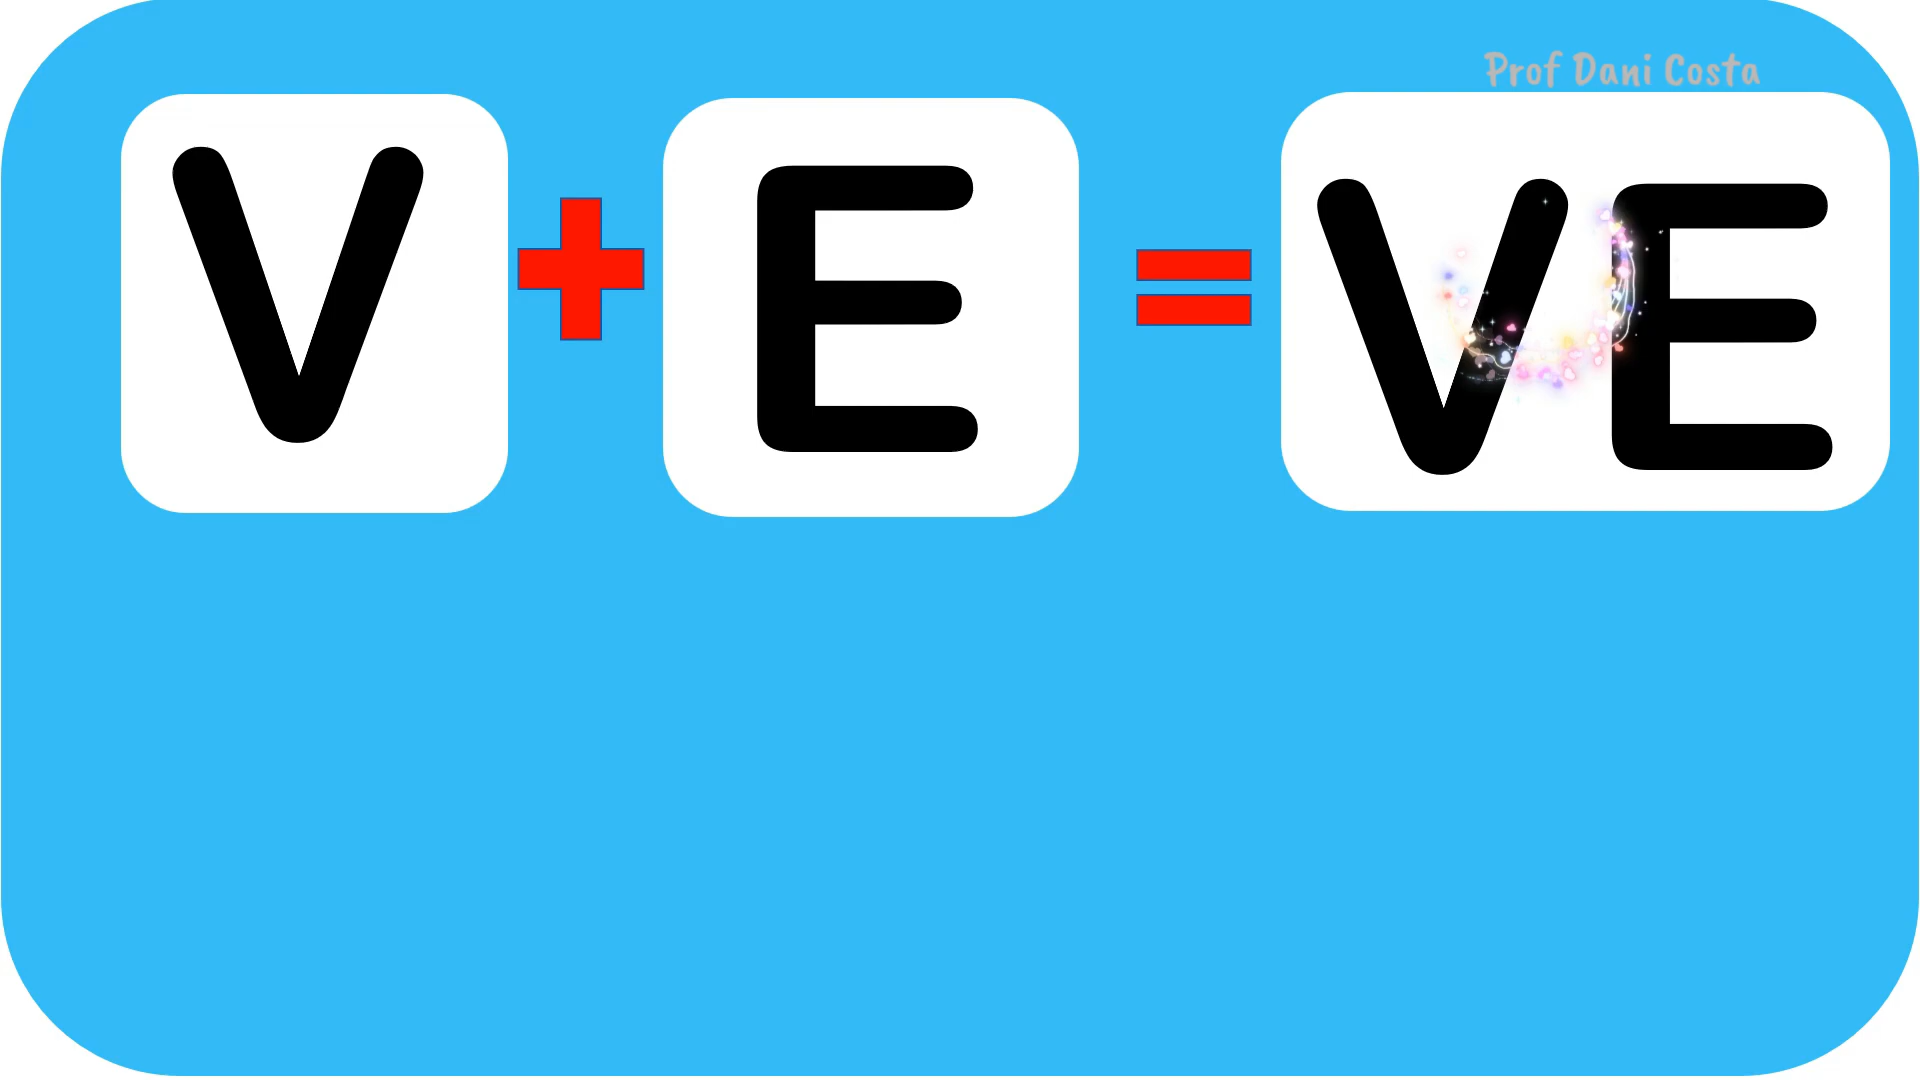 Prof Dani Costa
V + E = VE